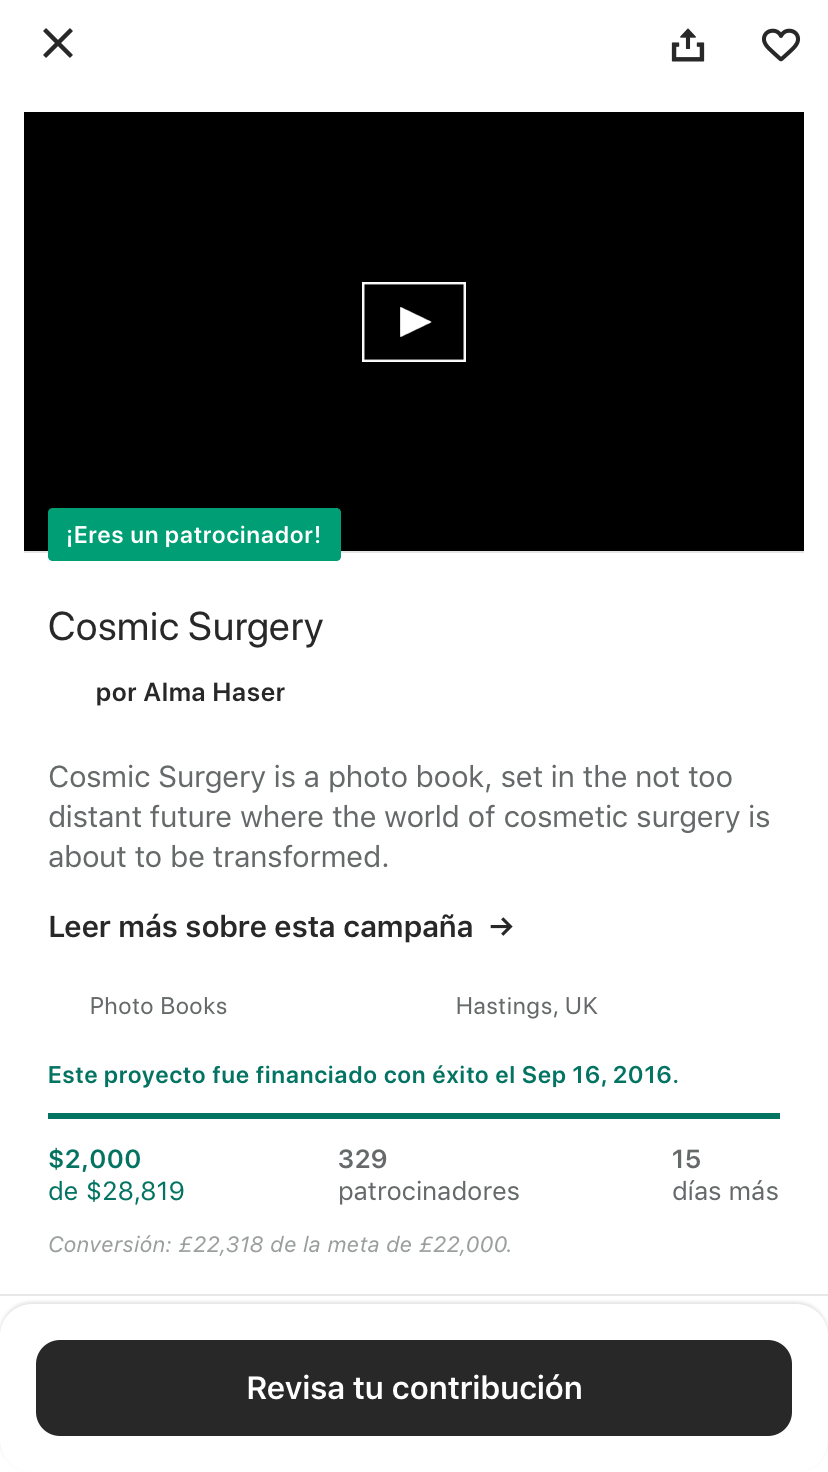 ¡Eres un patrocinador!
Cosmic Surgery
por Alma Haser
Cosmic Surgery is a photo book, set in the not too
distant future where the world of cosmetic surgery is
about to be transformed.
Leer más sobre esta campaña →
Photo Books
Hastings, UK
Este proyecto fue financiado con éxito el Sep 16, 2016.
$2,000
de $28,819
329
patrocinadores
15
días más
Conversión: £22,318 de la meta de £22,000.
Revisa tu contribución